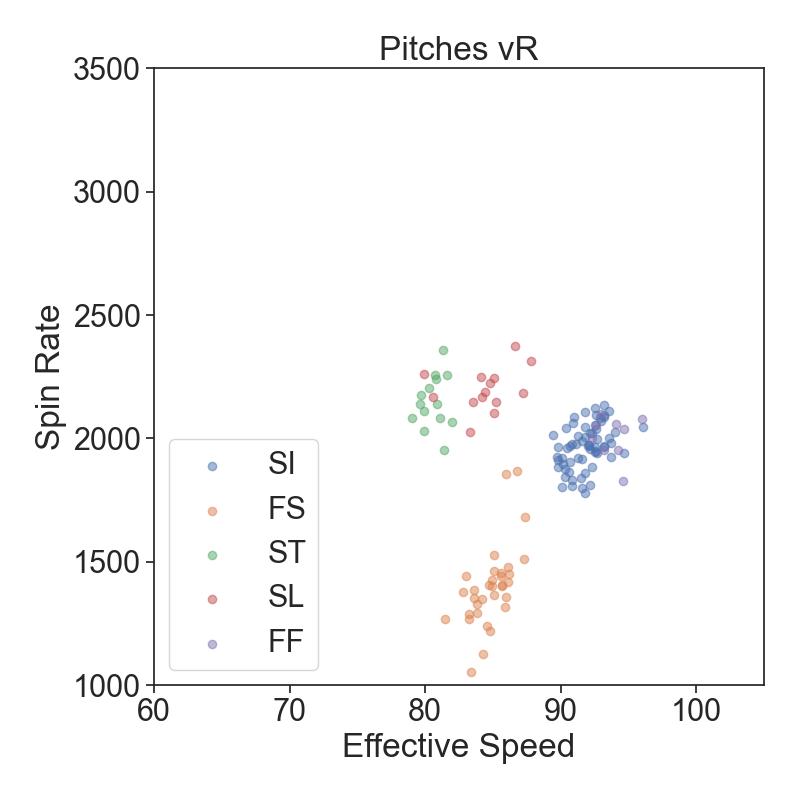 Pitches vR
3500
3000
2500
2000
1500
1000
Spin Rate
SI
FS
ST
SL
FF
60 70 80 90 100
Effective Speed